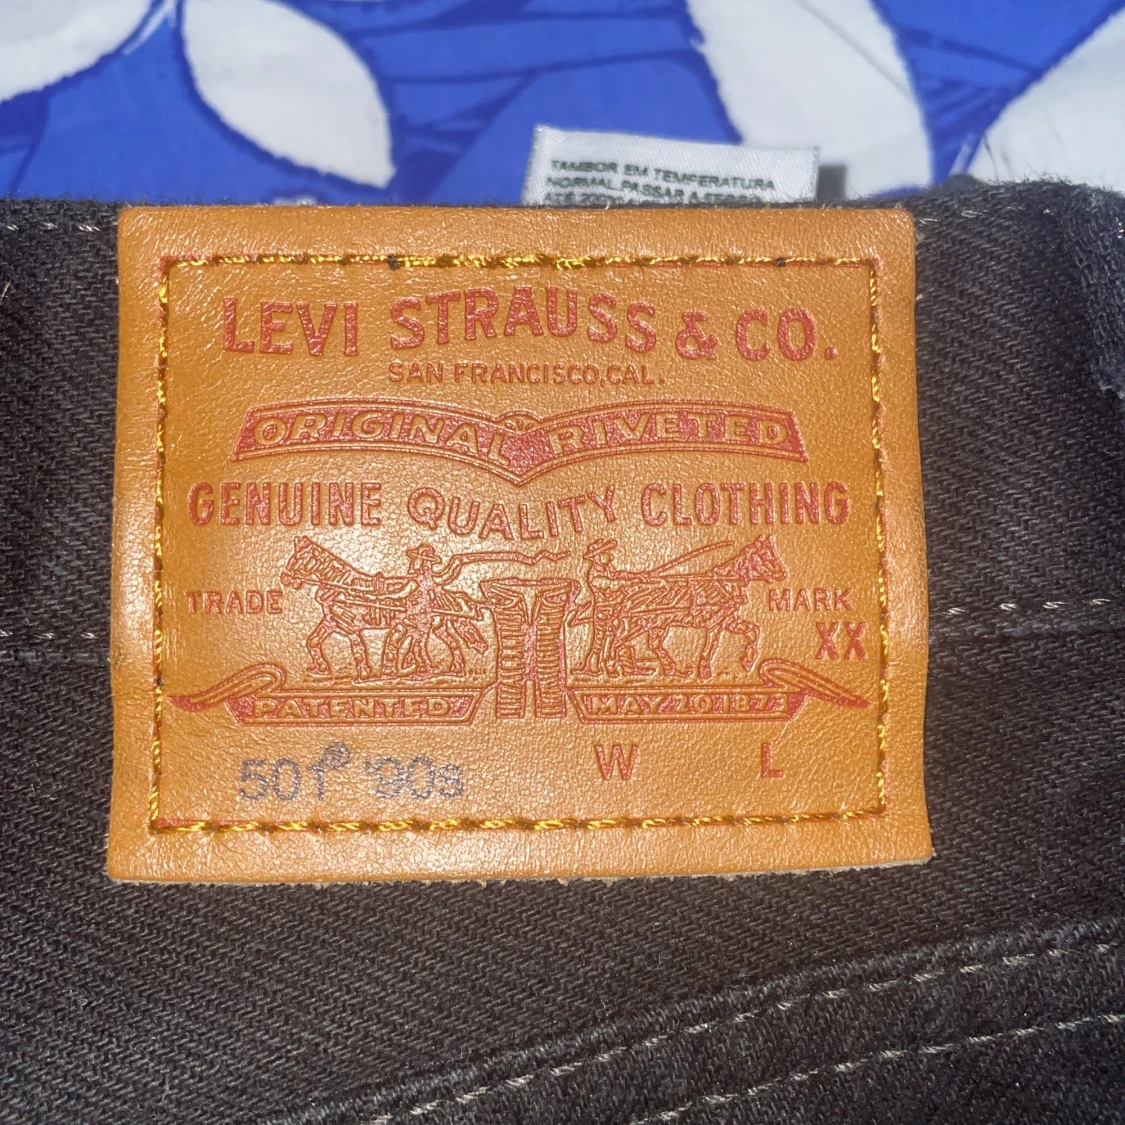 TAMBOR EM TEMPERATURA
NORMAL, PASSAR A FERRO
LEVI STRAUSS & CO.
SAN FRANCISCO, CAL.
ORIGINAL RIVETED
GENUINE QUALITY CLOTHING
TRADE MARK
XX
PATENTED MAY 20 1873
501® '90s W L